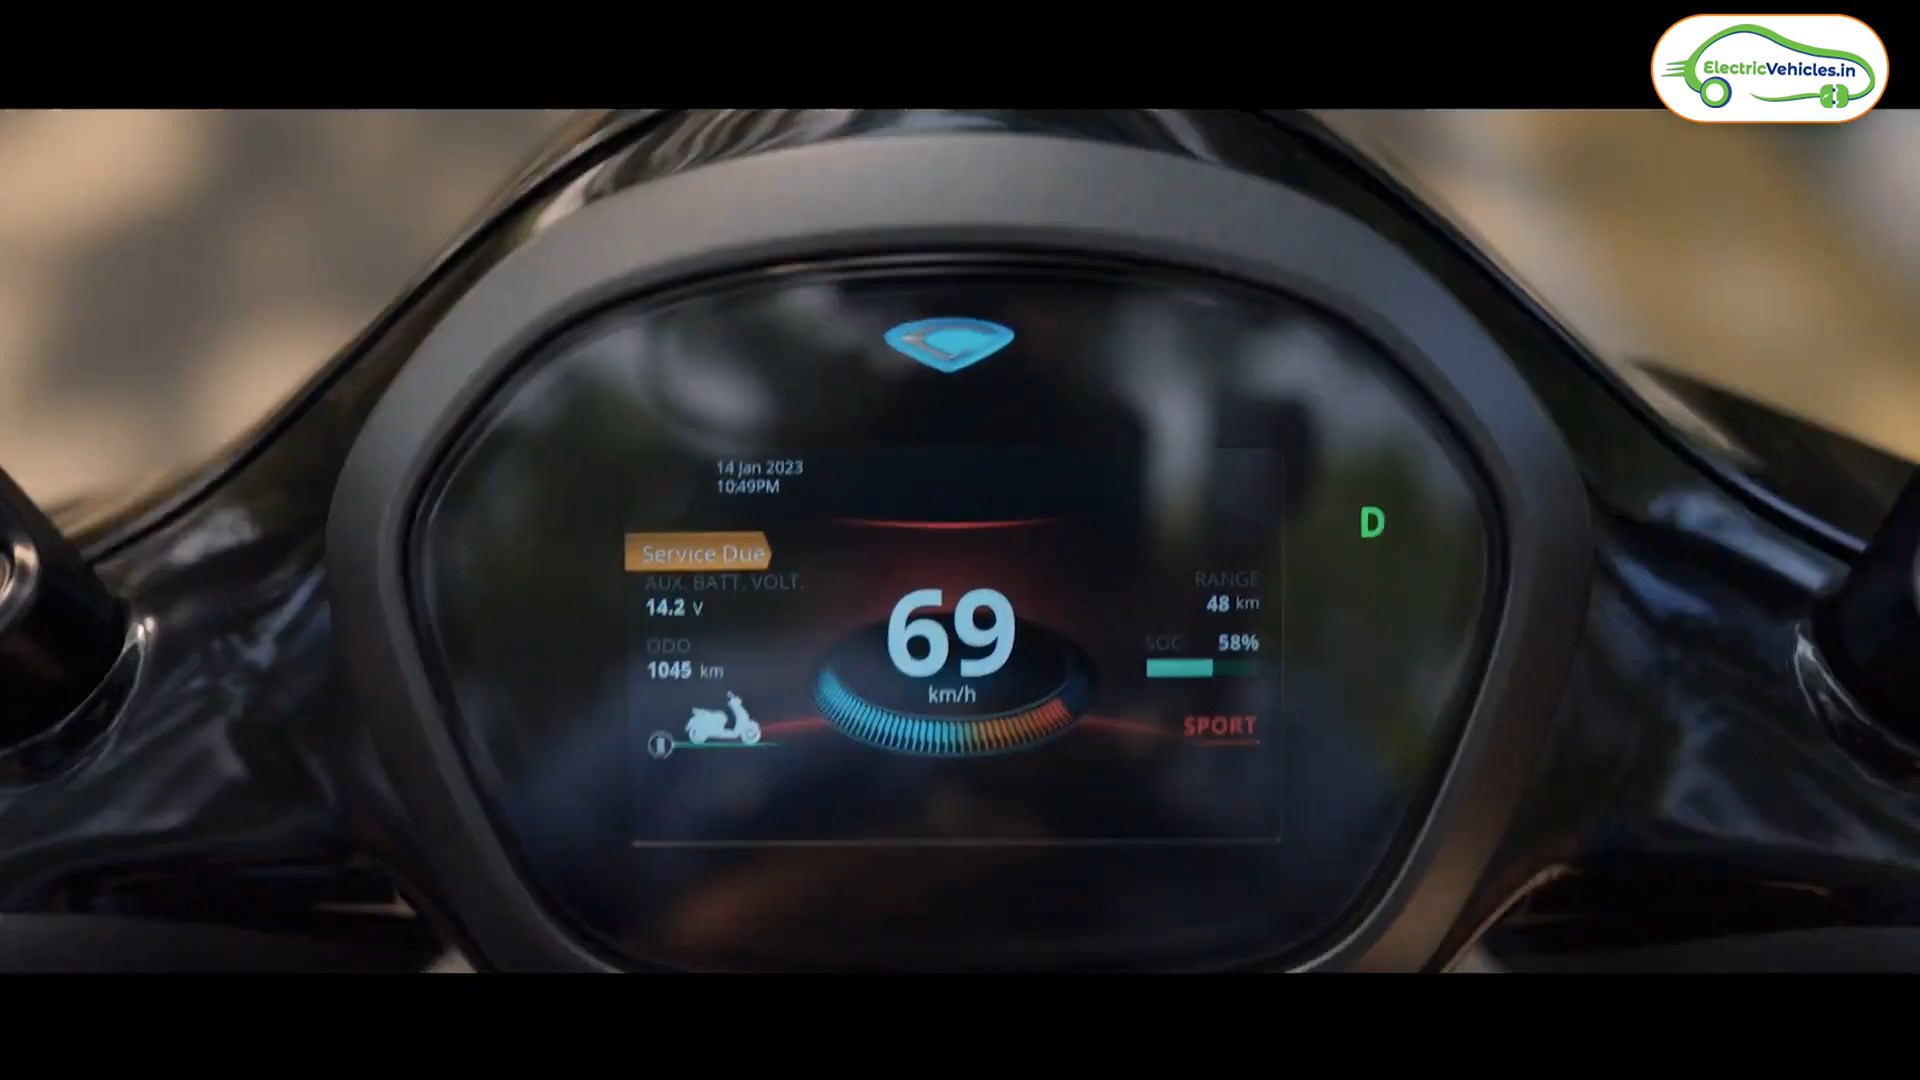 ElectricVehicles.in
14 Jan 2023
10:49PM
Service Due
AUX. BATT. VOLT.
14.2 V
ODO
1045 km
69
km/h
D
RANGE
48 km
SOC 58%
SPORT